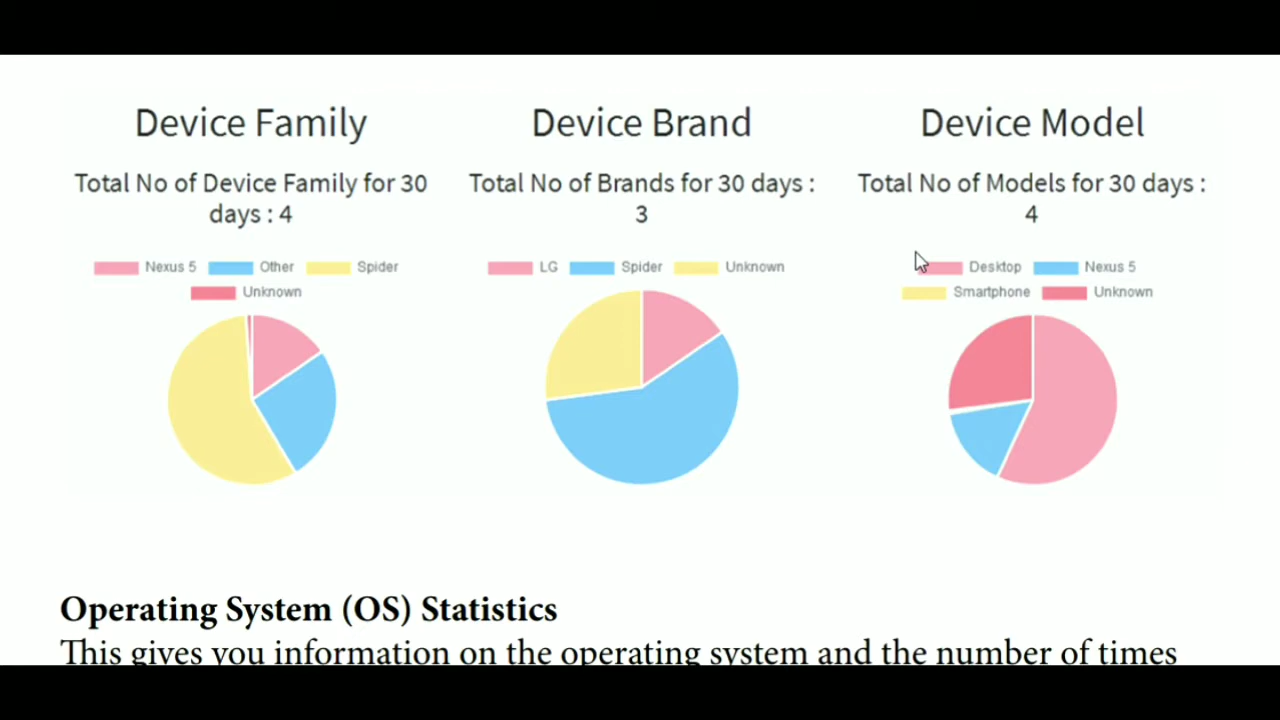 Device Family
Total No of Device Family for 30
days : 4
Nexus 5 Other Spider
Unknown
Device Brand
Total No of Brands for 30 days :
3
LG Spider Unknown
Device Model
Total No of Models for 30 days :
4
Desktop Nexus 5
Smartphone Unknown
Operating System (OS) Statistics
This gives you information on the operating system and the number of times